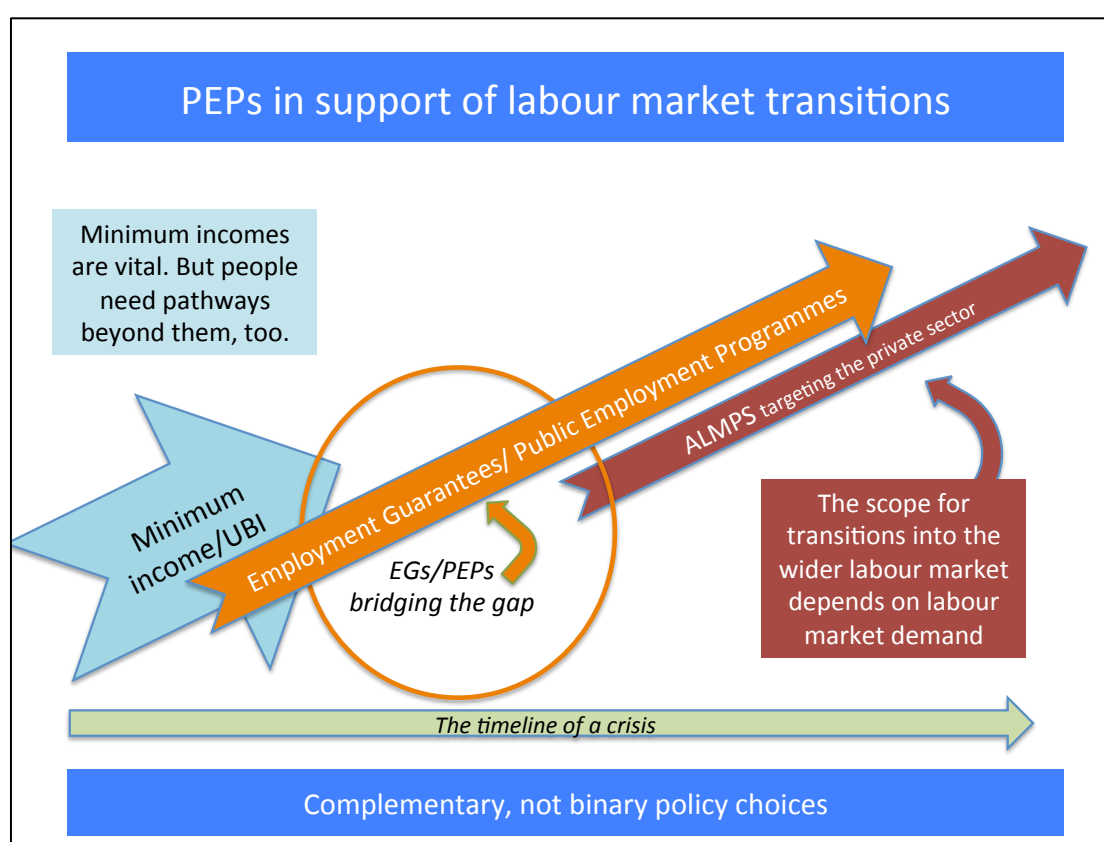 PEPs in support of labour market transitions
Minimum incomes
are vital. But people
need pathways
beyond them, too.
Minimum
income/UBI
Employment Guarantees/ Public Employment Programmes
ALMPS targeting the private sector
EGs/PEPs
bridging the gap
The scope for
transitions into the
wider labour market
depends on labour
market demand
The timeline of a crisis
Complementary, not binary policy choices